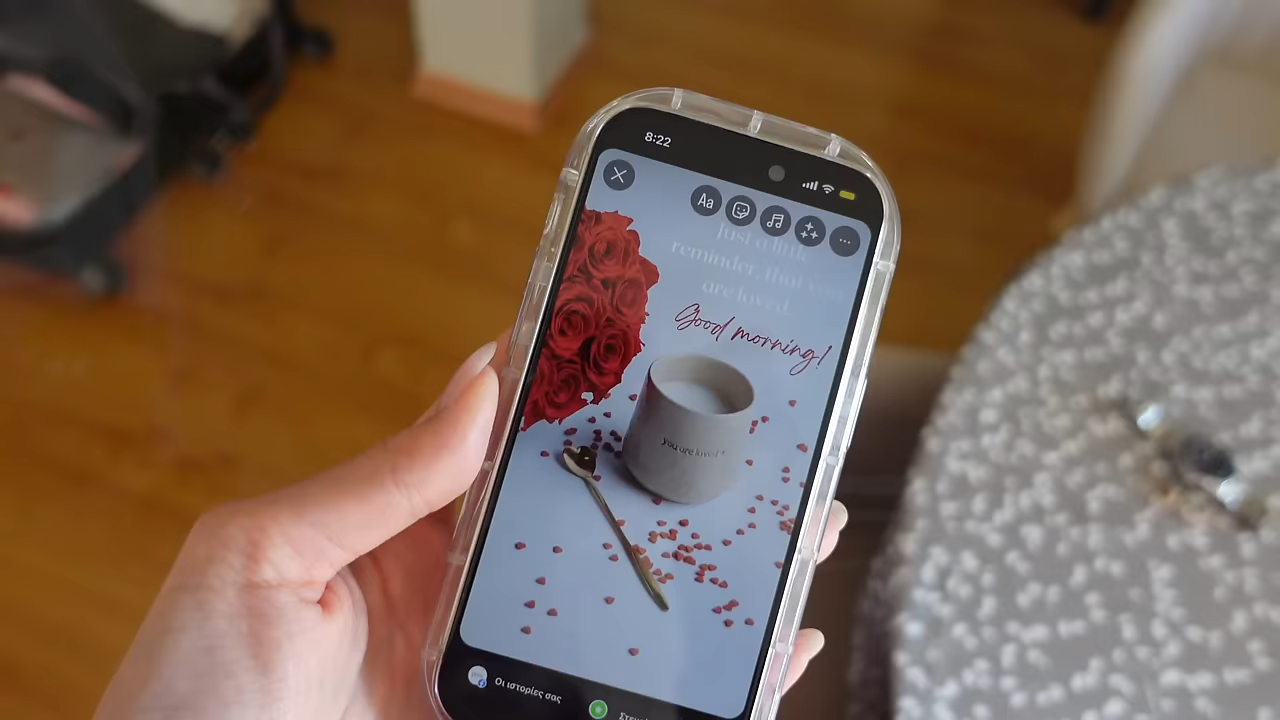 8:22
Aa
Just a little
reminder, that you
are loved.
Good morning!
you are loved
Οι ιστορίες σας